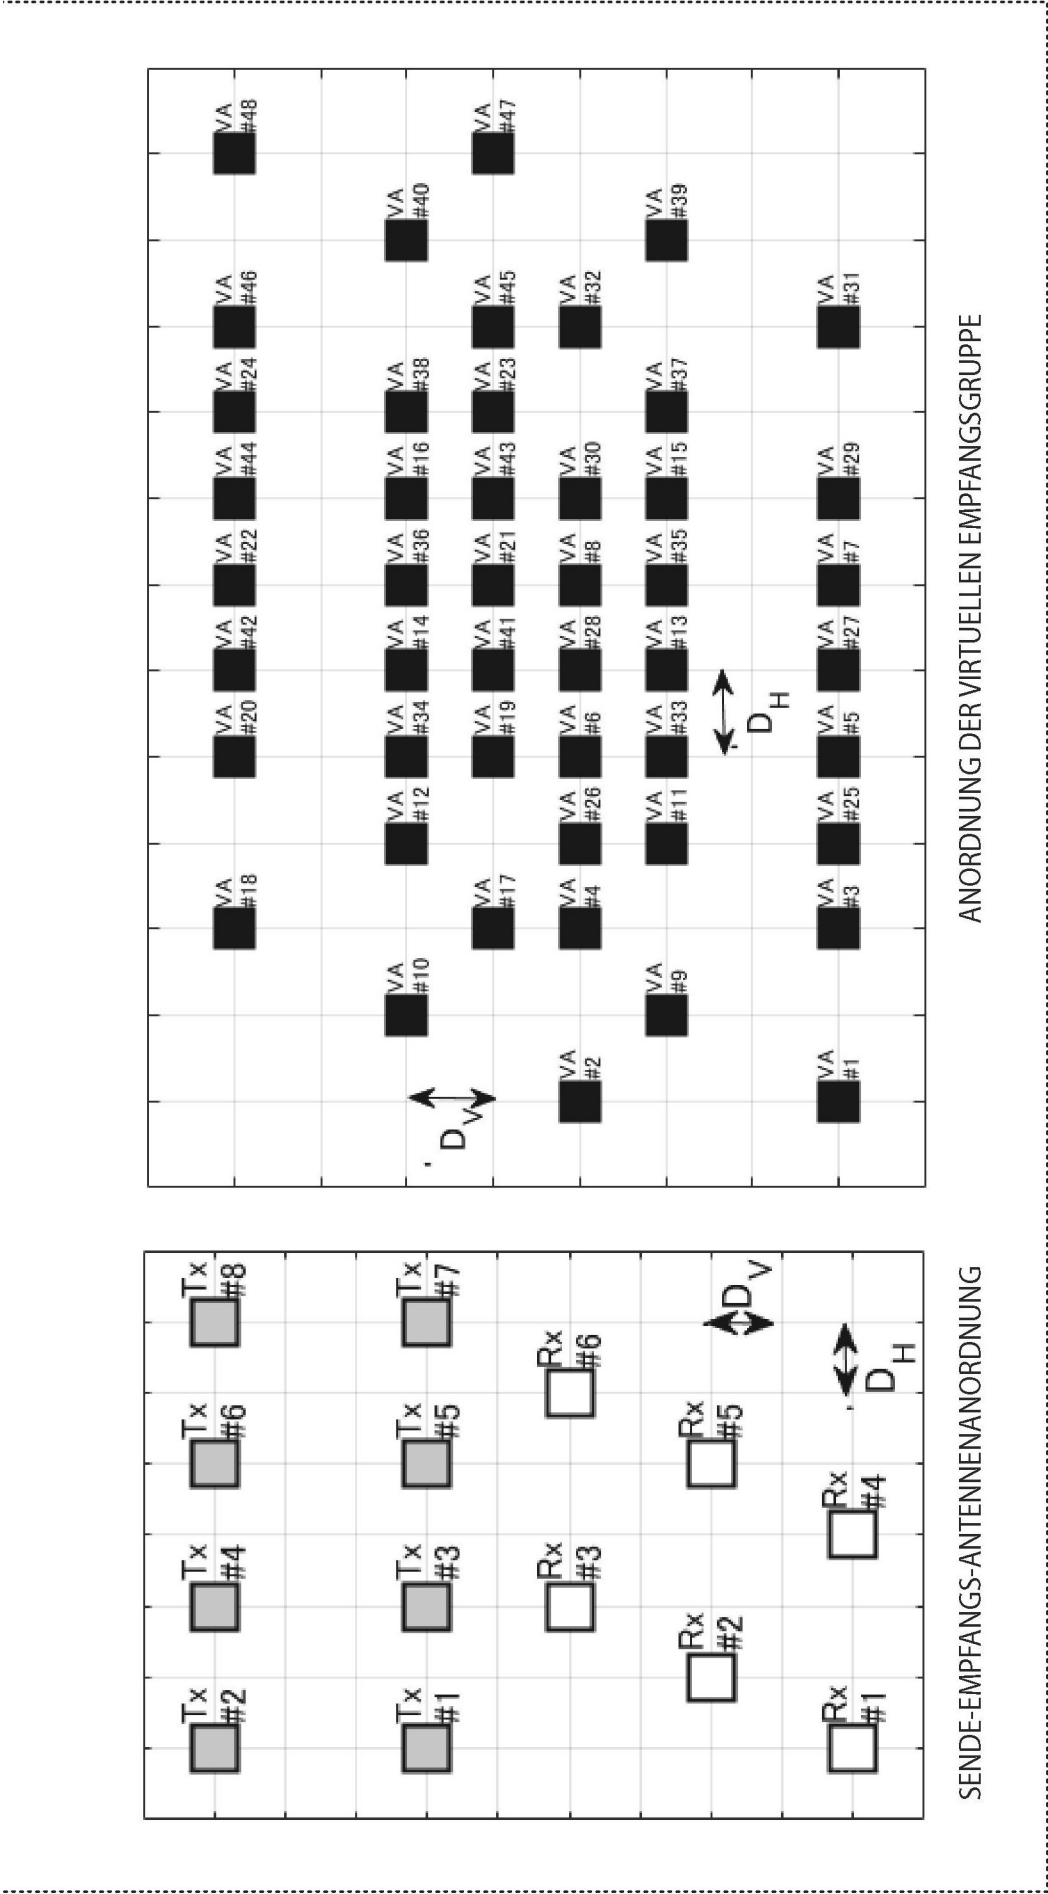 Tx
#2
Tx
#4
Tx
#6
Tx
#8
Tx
#1
Tx
#3
Tx
#5
Tx
#7
Rx
#3
Rx
#6
Rx
#2
Rx
#5
DV
Rx
#1
Rx
#4
DH
SENDE-EMPFANGS-ANTENNENANORDNUNG
VA
#18
VA
#20
VA
#42
VA
#22
VA
#44
VA
#24
VA
#46
VA
#48
VA
#10
VA
#12
VA
#34
VA
#14
VA
#36
VA
#16
VA
#38
VA
#40
DV
VA
#17
VA
#19
VA
#41
VA
#21
VA
#43
VA
#23
VA
#45
VA
#47
VA
#2
VA
#4
VA
#26
VA
#6
VA
#28
VA
#8
VA
#30
VA
#32
VA
#9
VA
#11
VA
#33
VA
#13
VA
#35
VA
#15
VA
#37
VA
#39
DH
VA
#1
VA
#3
VA
#25
VA
#5
VA
#27
VA
#7
VA
#29
VA
#31
ANORDNUNG DER VIRTUELLEN EMPFANGSGRUPPE